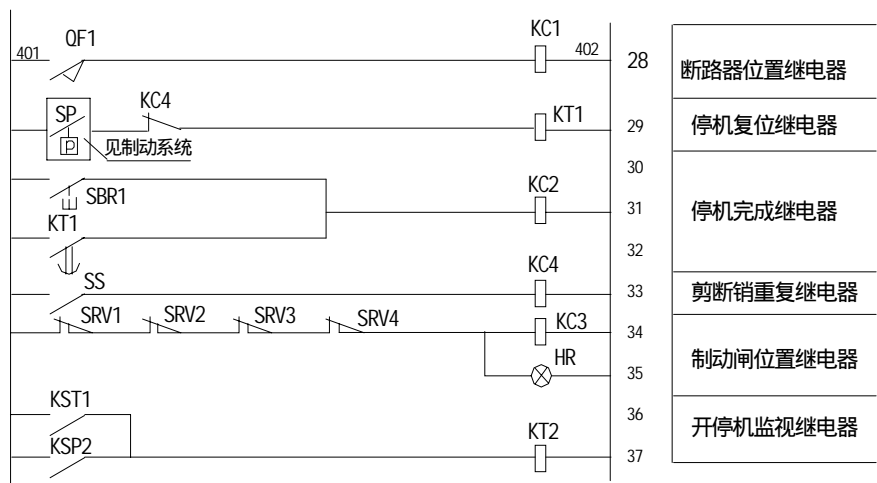 QF1 KC1
401 402 28 断路器位置继电器
SP KC4 KT1 29 停机复位继电器
p 见制动系统
30
SBR1 KC2 31 停机完成继电器
KT1 32
SS KC4 33 剪断销重复继电器
SRV1 SRV2 SRV3 SRV4 KC3 34
HR 35 制动闸位置继电器
KST1 36
KSP2 KT2 37 开停机监视继电器